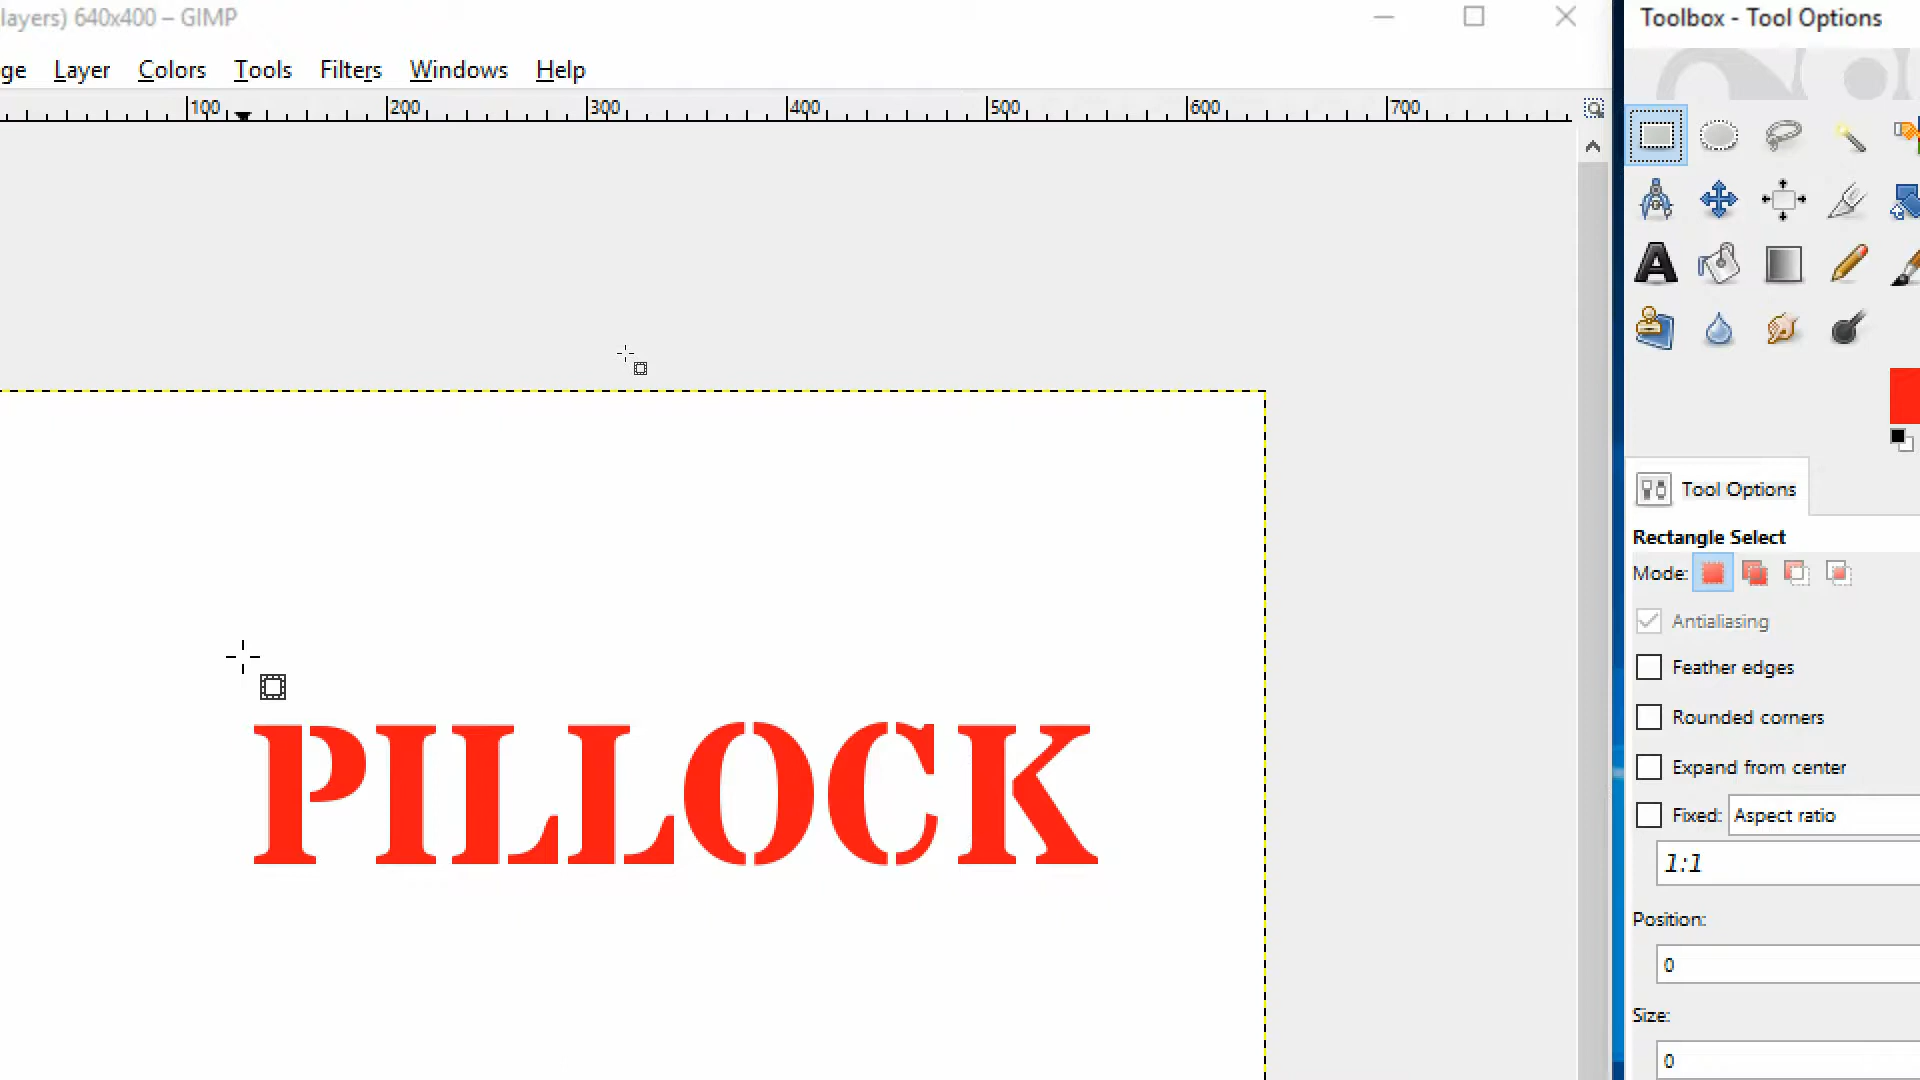 layers) 640x400 – GIMP
Toolbox - Tool Options
ge Layer Colors Tools Filters Windows Help
100 200 300 400 500 600 700
Tool Options
Rectangle Select
Mode:
Antialiasing
Feather edges
Rounded corners
Expand from center
Fixed: Aspect ratio
1:1
Position:
0
Size:
0
PILLOCK